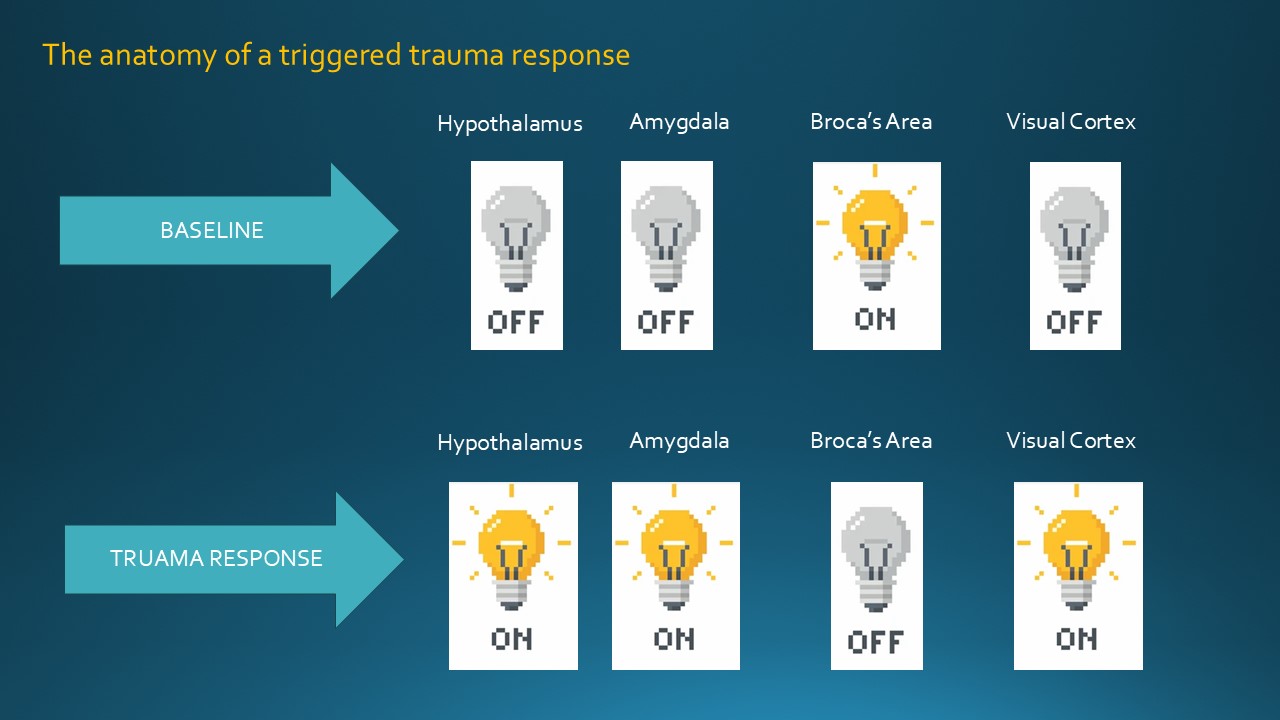 The anatomy of a triggered trauma response
Hypothalamus Amygdala Broca’s Area Visual Cortex
BASELINE
OFF OFF ON OFF
Hypothalamus Amygdala Broca’s Area Visual Cortex
TRUAMA RESPONSE
ON ON OFF ON